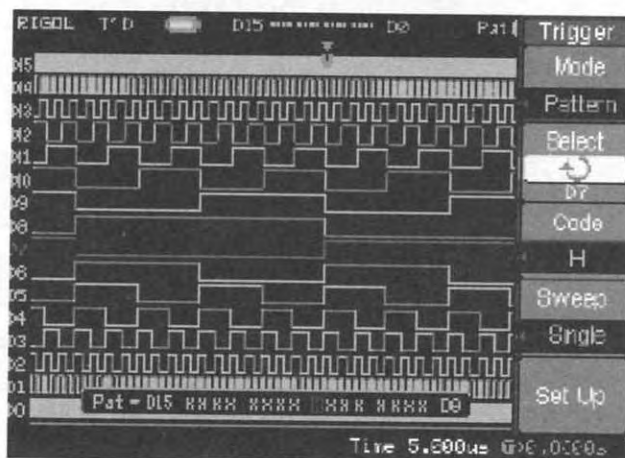 RIGOL T'D D15 D0 Pat
Trigger
Mode
Pattern
Select
D7
Code
H
Sweep
Single
Set Up
D15
D14
D13
D12
D11
D10
D9
D8
D6
D5
D4
D3
D2
D1
D0
Pat = D15 XXXX XXXX XXX XXXX D0
Time 5.000us